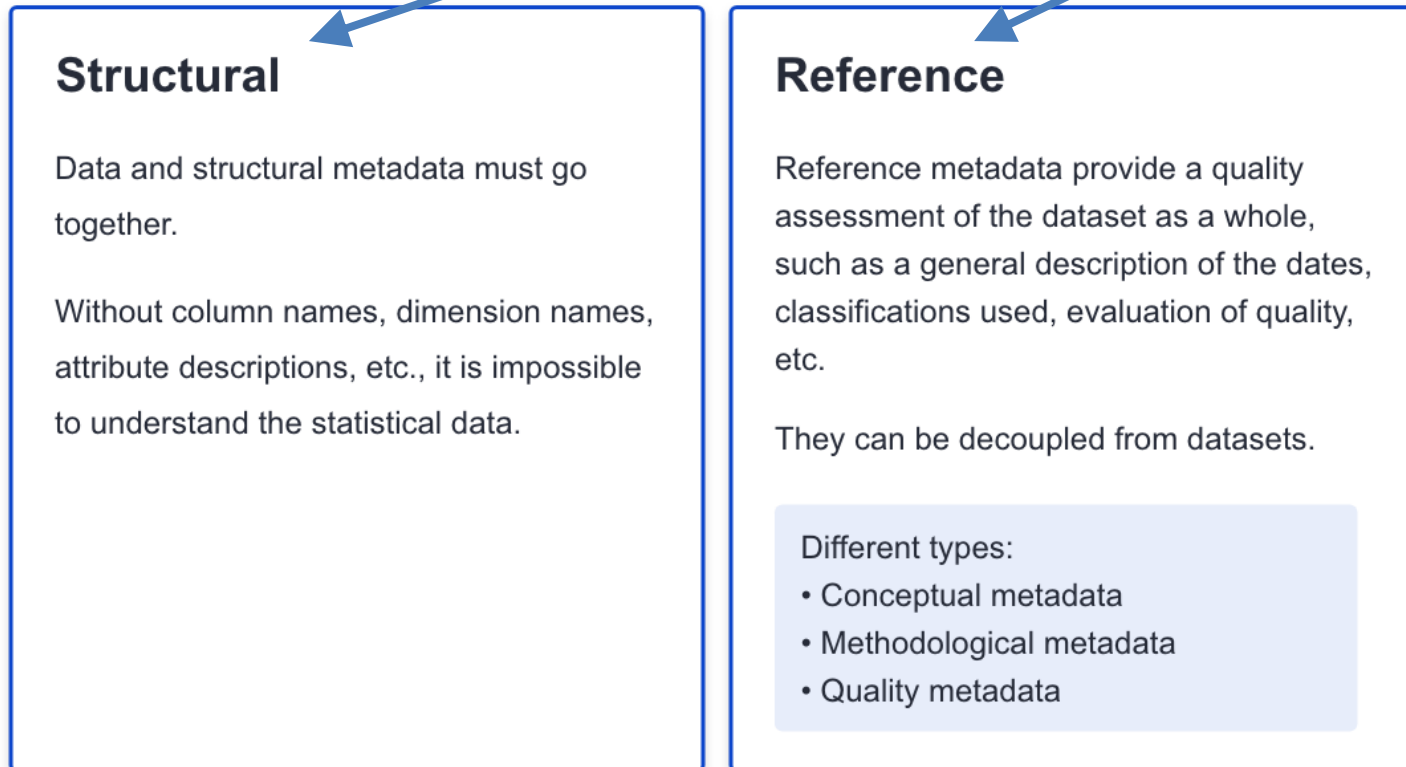 Structural
Data and structural metadata must go
together.
Without column names, dimension names,
attribute descriptions, etc., it is impossible
to understand the statistical data.
Reference
Reference metadata provide a quality
assessment of the dataset as a whole,
such as a general description of the dates,
classifications used, evaluation of quality,
etc.
They can be decoupled from datasets.
Different types:
• Conceptual metadata
• Methodological metadata
• Quality metadata